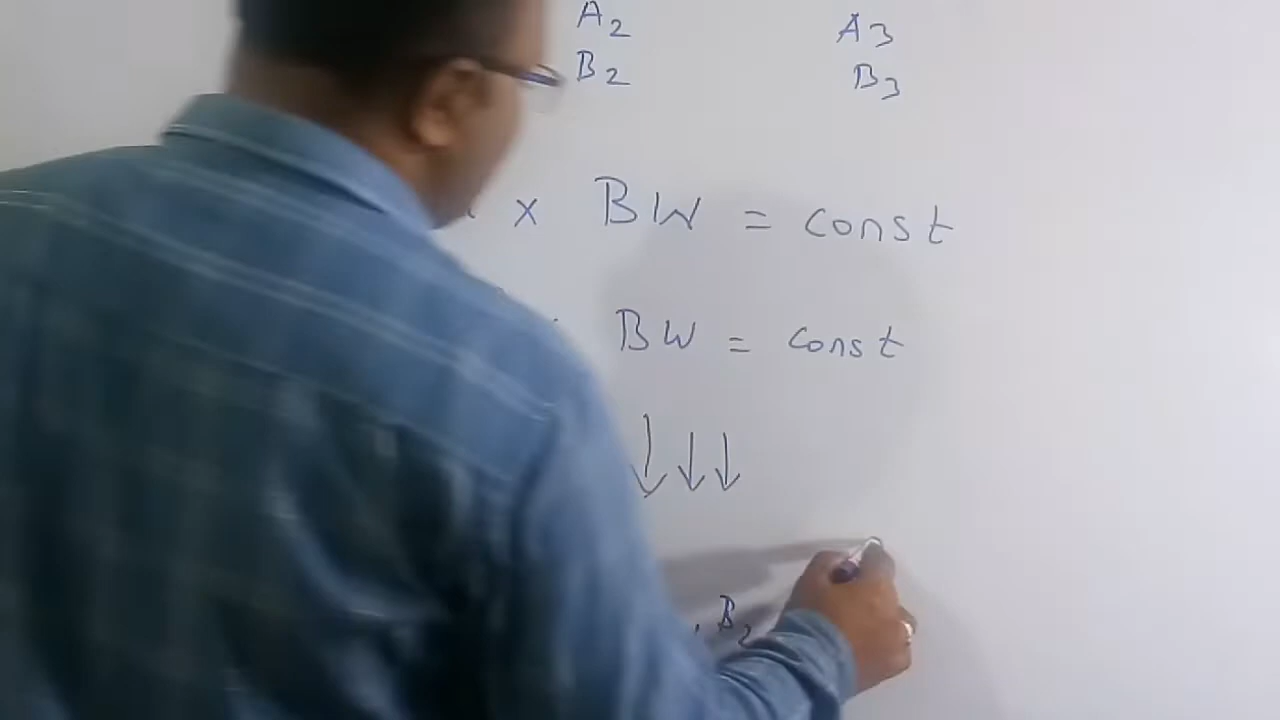 A2 A3
B2 B3
x BW = const
BW = const
↓ ↓ ↓
, B2